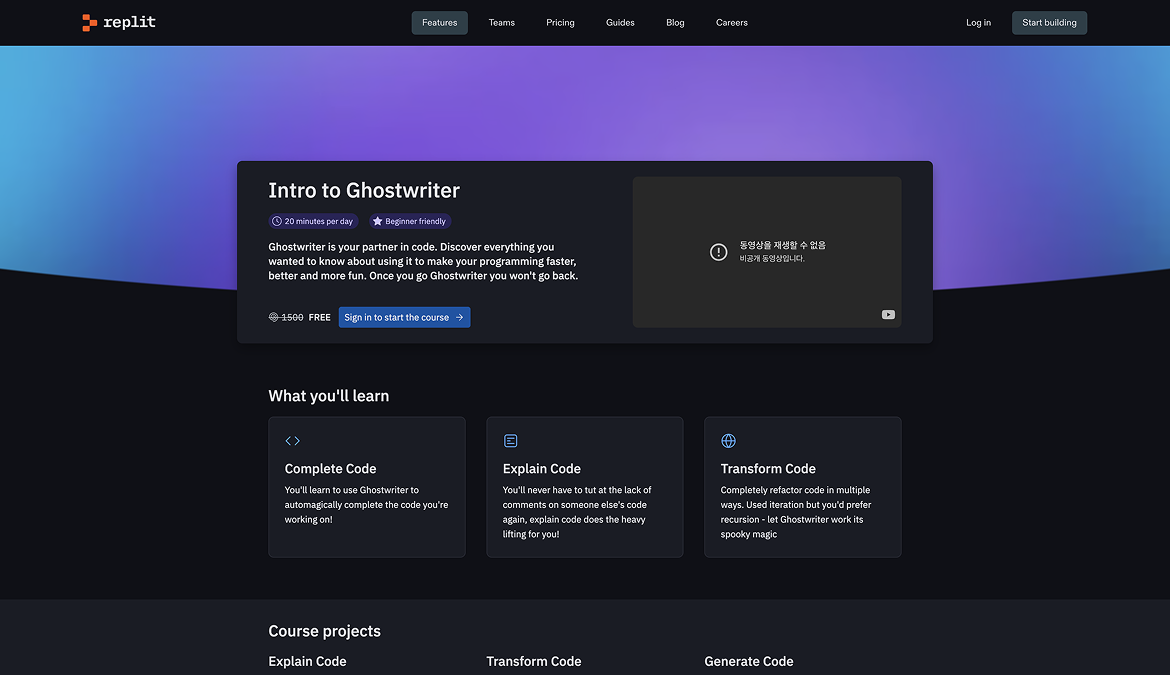 replit
Features
Teams
Pricing
Guides
Blog
Careers
Log in
Start building
Intro to Ghostwriter
20 minutes per day
Beginner friendly
Ghostwriter is your partner in code. Discover everything you
wanted to know about using it to make your programming faster,
better and more fun. Once you go Ghostwriter you won't go back.
1500 FREE
Sign in to start the course
동영상을 재생할 수 없음
비공개 동영상입니다.
What you'll learn
Complete Code
You'll learn to use Ghostwriter to
automagically complete the code you're
working on!
Explain Code
You'll never have to tut at the lack of
comments on someone else's code
again, explain code does the heavy
lifting for you!
Transform Code
Completely refactor code in multiple
ways. Used iteration but you'd prefer
recursion - let Ghostwriter work its
spooky magic
Course projects
Explain Code
Transform Code
Generate Code